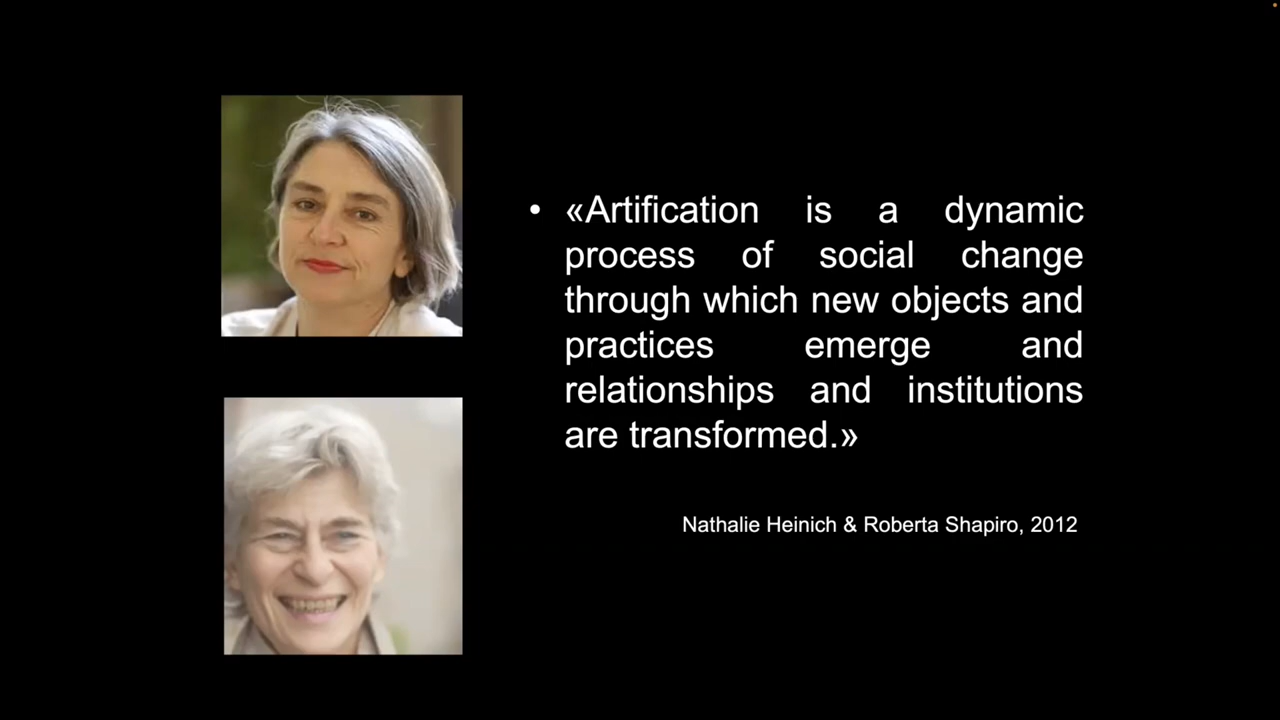 • «Artification is a dynamic
process of social change
through which new objects and
practices emerge and
relationships and institutions
are transformed.»
Nathalie Heinich & Roberta Shapiro, 2012